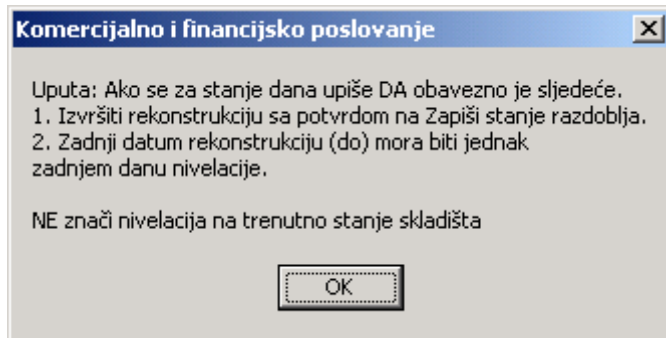 Komercijalno i financijsko poslovanje
Uputa: Ako se za stanje dana upiše DA obavezno je sljedeće.
1. Izvršiti rekonstrukciju sa potvrdom na Zapiši stanje razdoblja.
2. Zadnji datum rekonstrukciju (do) mora biti jednak
zadnjem danu nivelacije.
NE znači nivelacija na trenutno stanje skladišta
OK